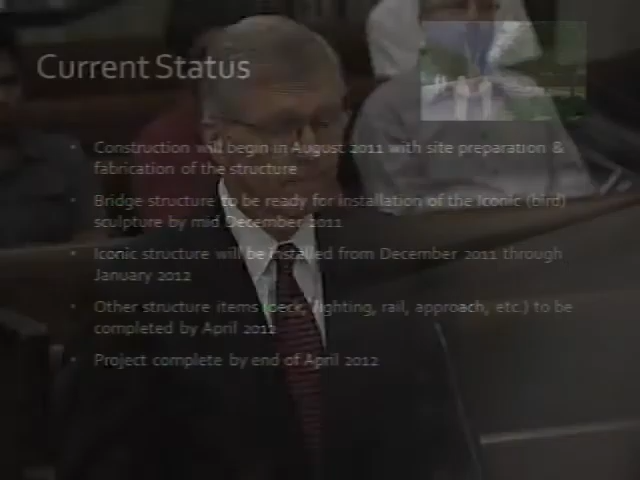 Current Status
• Construction will begin in August 2011 with site preparation &
fabrication of the structure
• Bridge structure to be ready for installation of the Iconic (bird)
sculpture by mid December 2011
• Iconic structure will be installed from December 2011 through
January 2012
• Other structure items (deck, lighting, rail, approach, etc.) to be
completed by April 2012
• Project complete by end of April 2012